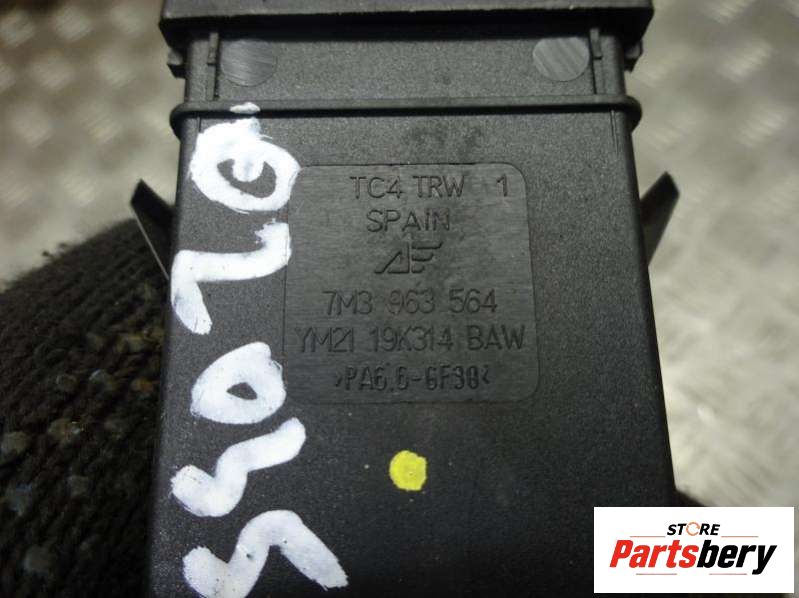 TC4 TRW 1
SPAIN
7M3 963 564
YM21 19K314 BAW
>PA6.6-GF30<
STORE
Partsbery